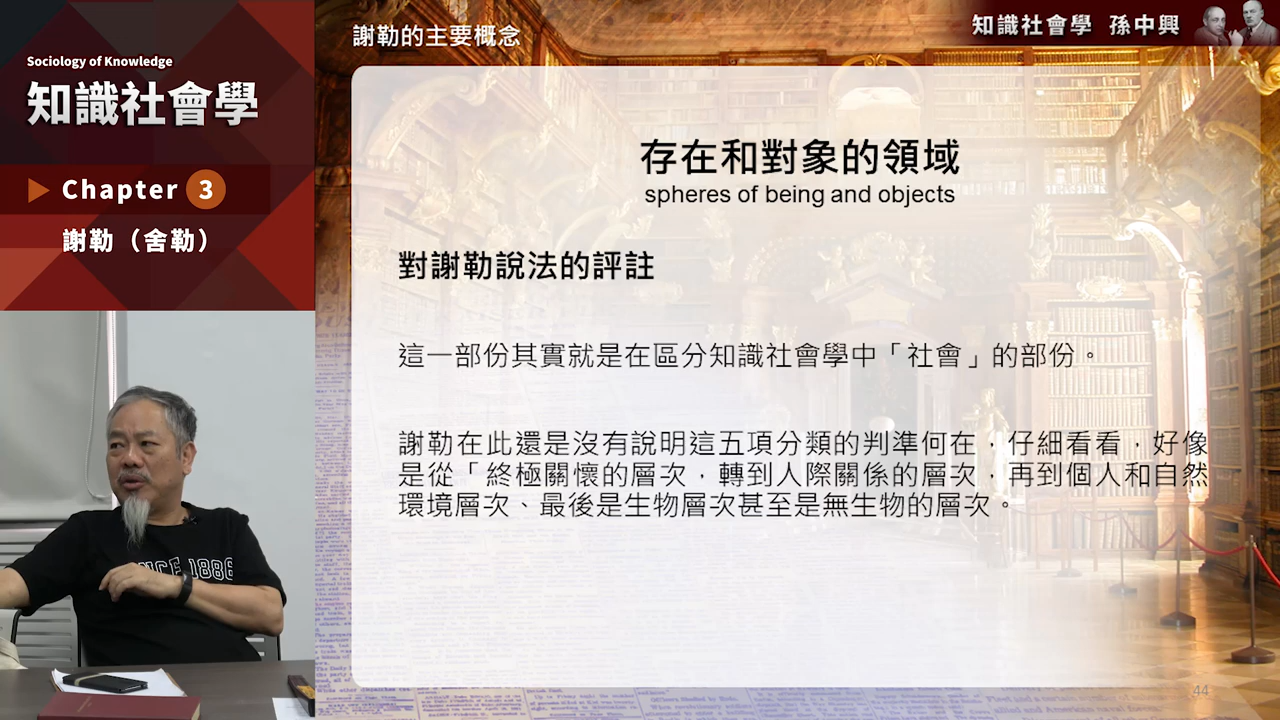 Sociology of Knowledge
知識社會學
Chapter 3
謝勒（舍勒）
謝勒的主要概念
知識社會學 孫中興
存在和對象的領域
spheres of being and objects
對謝勒說法的評註
這一部份其實就是在區分知識社會學中「社會」的部份。
謝勒在此還是沒有說明這五項分類的判準何在，仔細看看，好像
是從「終極關懷的層次，轉到人際關係的層次，再到個人和自然
環境層次、最後是生物層次甚至是無生物的層次。
SINCE 1886
44